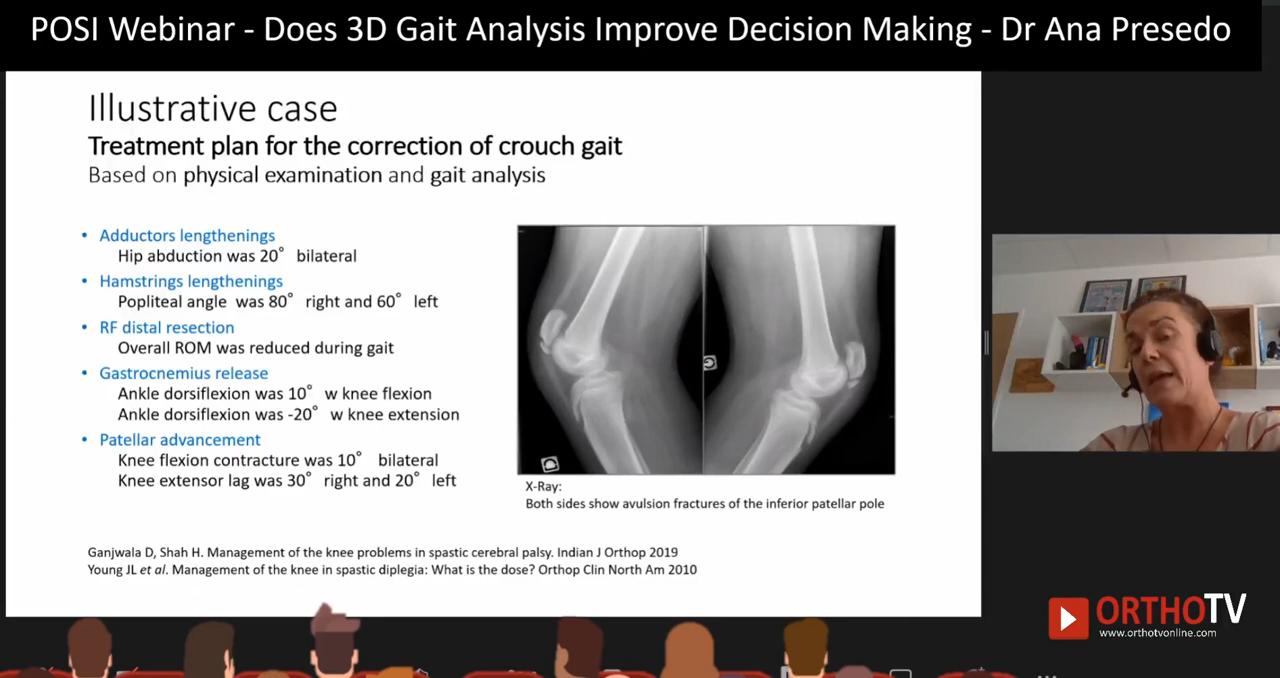 POSI Webinar - Does 3D Gait Analysis Improve Decision Making - Dr Ana Presedo
Illustrative case
Treatment plan for the correction of crouch gait
Based on physical examination and gait analysis
• Adductors lengthenings
Hip abduction was 20° bilateral
• Hamstrings lengthenings
Popliteal angle was 80° right and 60° left
• RF distal resection
Overall ROM was reduced during gait
• Gastrocnemius release
Ankle dorsiflexion was 10° w knee flexion
Ankle dorsiflexion was -20° w knee extension
• Patellar advancement
Knee flexion contracture was 10° bilateral
Knee extensor lag was 30° right and 20° left
X-Ray:
Both sides show avulsion fractures of the inferior patellar pole
Ganjwala D, Shah H. Management of the knee problems in spastic cerebral palsy. Indian J Orthop 2019
Young JL et al. Management of the knee in spastic diplegia: What is the dose? Orthop Clin North Am 2010
ORTHOTV
www.orthotvonline.com